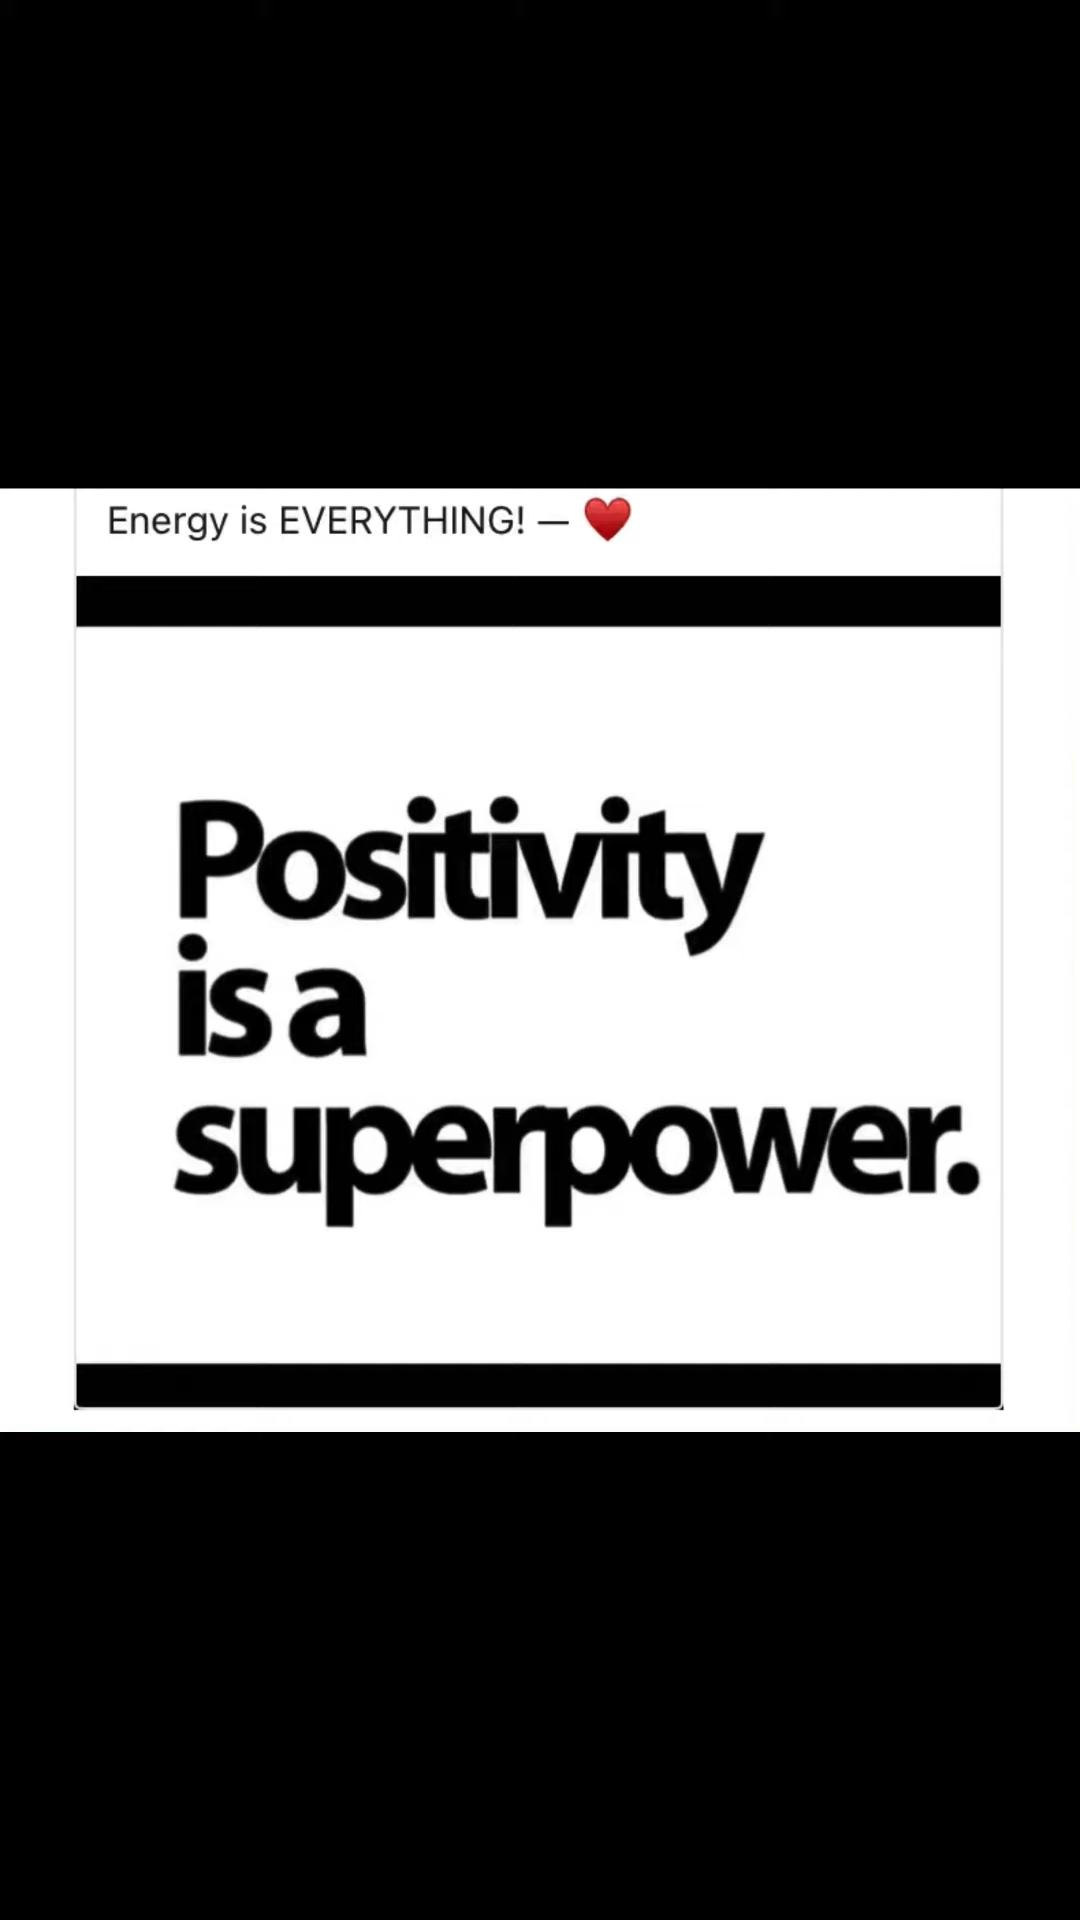 Energy is EVERYTHING! — ♥️
Positivity
is a
superpower.